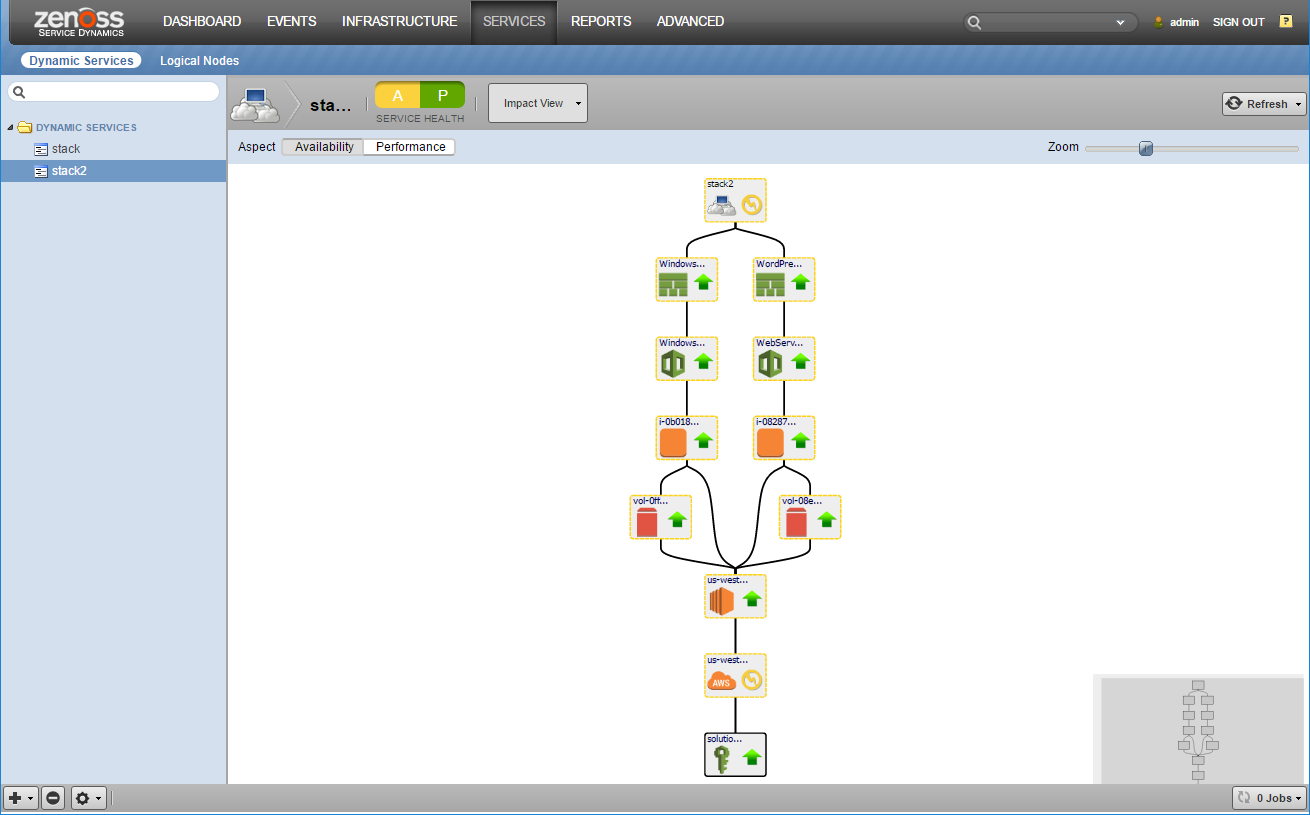 zenoss
SERVICE DYNAMICS
DASHBOARD EVENTS INFRASTRUCTURE SERVICES REPORTS ADVANCED
admin SIGN OUT ?
Dynamic Services Logical Nodes
sta...
A P
SERVICE HEALTH
Impact View
Refresh
DYNAMIC SERVICES
stack
stack2
Aspect Availability Performance
Zoom
stack2
Windows... WordPre...
Windows... WebServ...
i-0b018... i-08287...
vol-0ff... vol-08e...
us-west...
us-west...
AWS
solutio...
0 Jobs